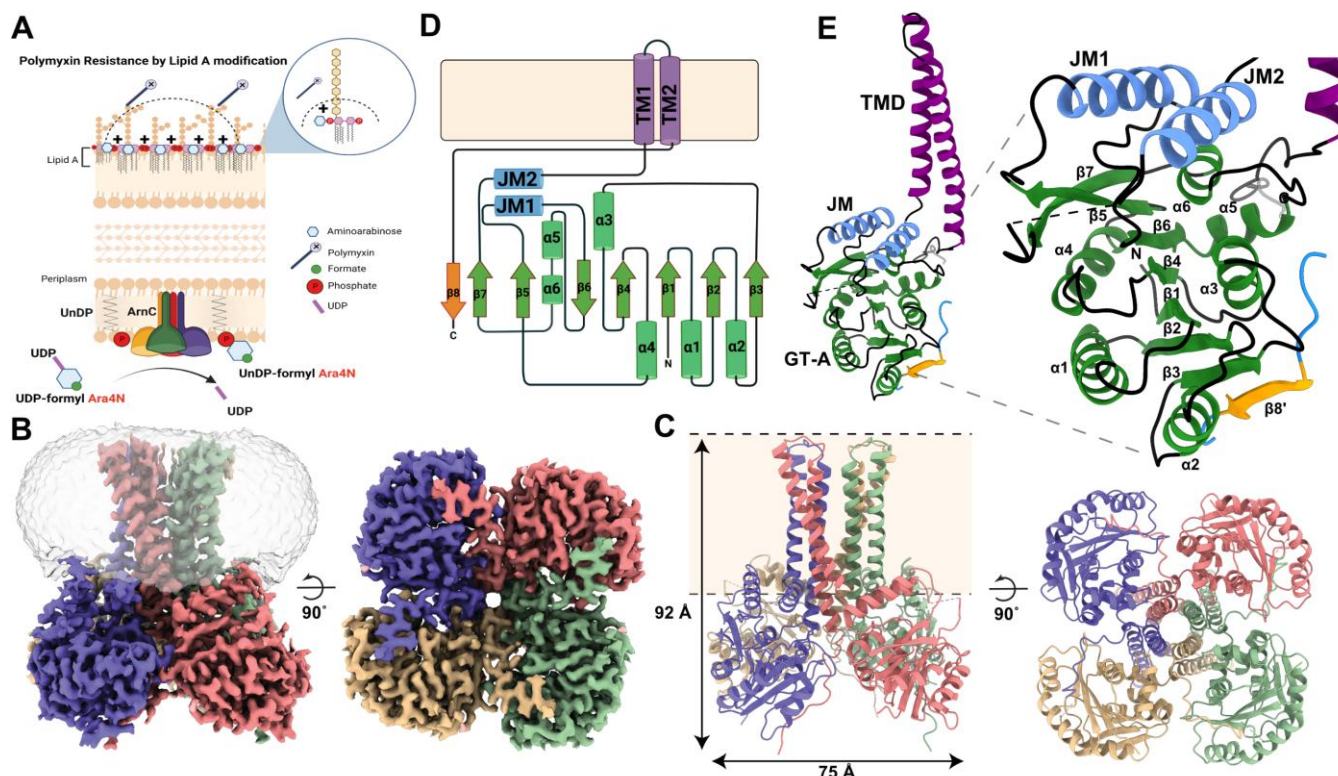 A
Polymyxin Resistance by Lipid A modification
+
+ + + + + +
P
P
Lipid A
Aminoarabinose
Polymyxin
Formate
P Phosphate
UDP
Periplasm
UnDP
ArnC
P
P
UDP
UnDP-formyl Ara4N
UDP-formyl Ara4N
UDP
B
90°
C
92 Å
75 Å
90°
D
TM1
TM2
JM2
JM1
α3
α5
α6
β8
β7
β5
β6
β4
β1
β2
β3
C
α4
N
α1
α2
E
TMD
JM
GT-A
JM1
JM2
β7
β5
α6
α5
β6
α4
N
β4
α3
β1
β2
α1
β3
β8'
α2